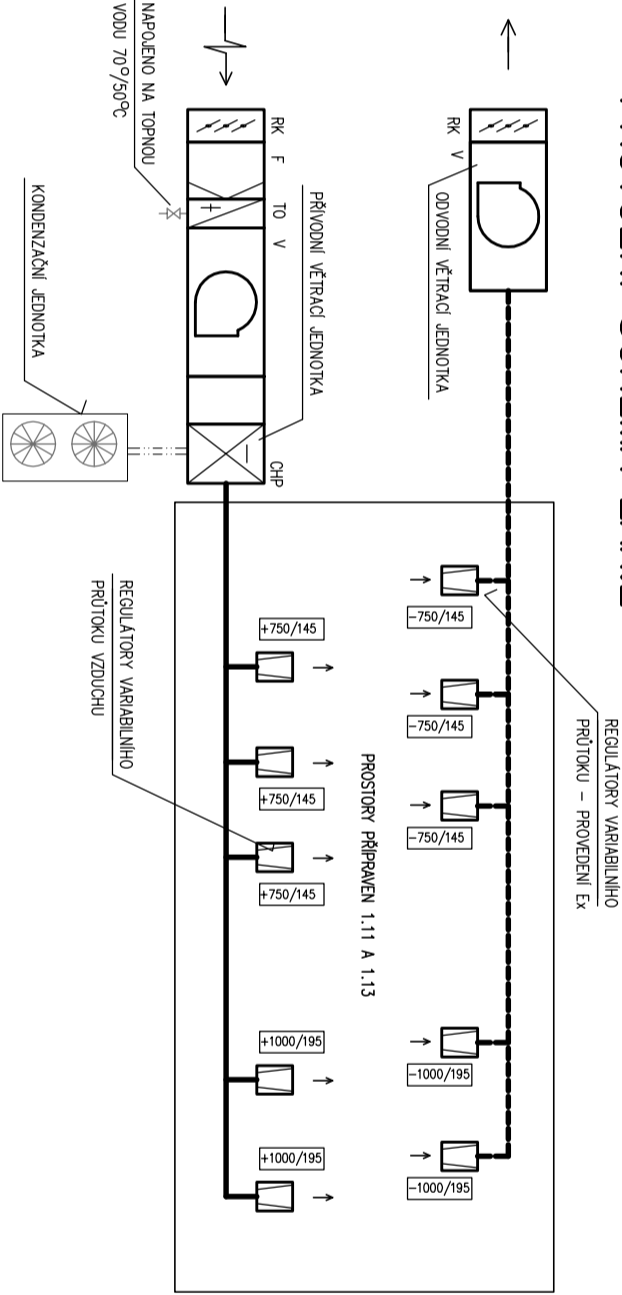 RK
V
ODVODNÍ VĚTRACÍ JEDNOTKA
REGULÁTORY VARIABILNÍHO
PRŮTOKU – PROVEDENÍ Ex
-750/145
-750/145
-750/145
-1000/195
-1000/195
PROSTORY PŘÍPRAVEN 1.11 A 1.13
NAPOJENO NA TOPNOU
VODU 70°/50°C
RK
F
TO
V
CHP
PŘÍVODNÍ VĚTRACÍ JEDNOTKA
KONDENZAČNÍ JEDNOTKA
+750/145
+750/145
+750/145
+1000/195
+1000/195
REGULÁTORY VARIABILNÍHO
PRŮTOKU VZDUCHU